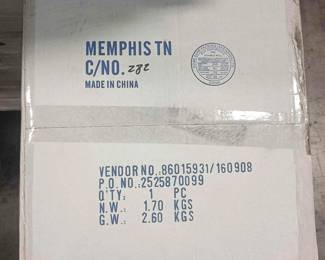 MEMPHIS TN
C/NO.
MADE IN CHINA
VENDOR NO.:86015931/160908
P.O. NO.:2525870099
Q'TY: 1 PC
N.W.: 1.70 KGS
G.W.: 2.60 KGS